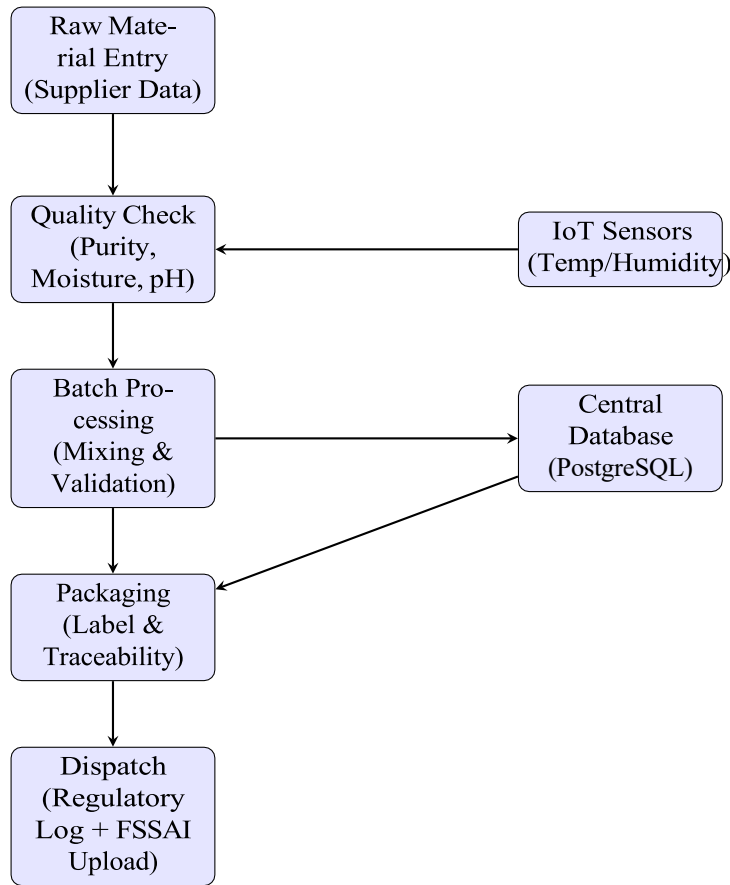 Raw Mate-
rial Entry
(Supplier Data)
Quality Check
(Purity,
Moisture, pH)
IoT Sensors
(Temp/Humidity)
Batch Pro-
cessing
(Mixing &
Validation)
Central
Database
(PostgreSQL)
Packaging
(Label &
Traceability)
Dispatch
(Regulatory
Log + FSSAI
Upload)